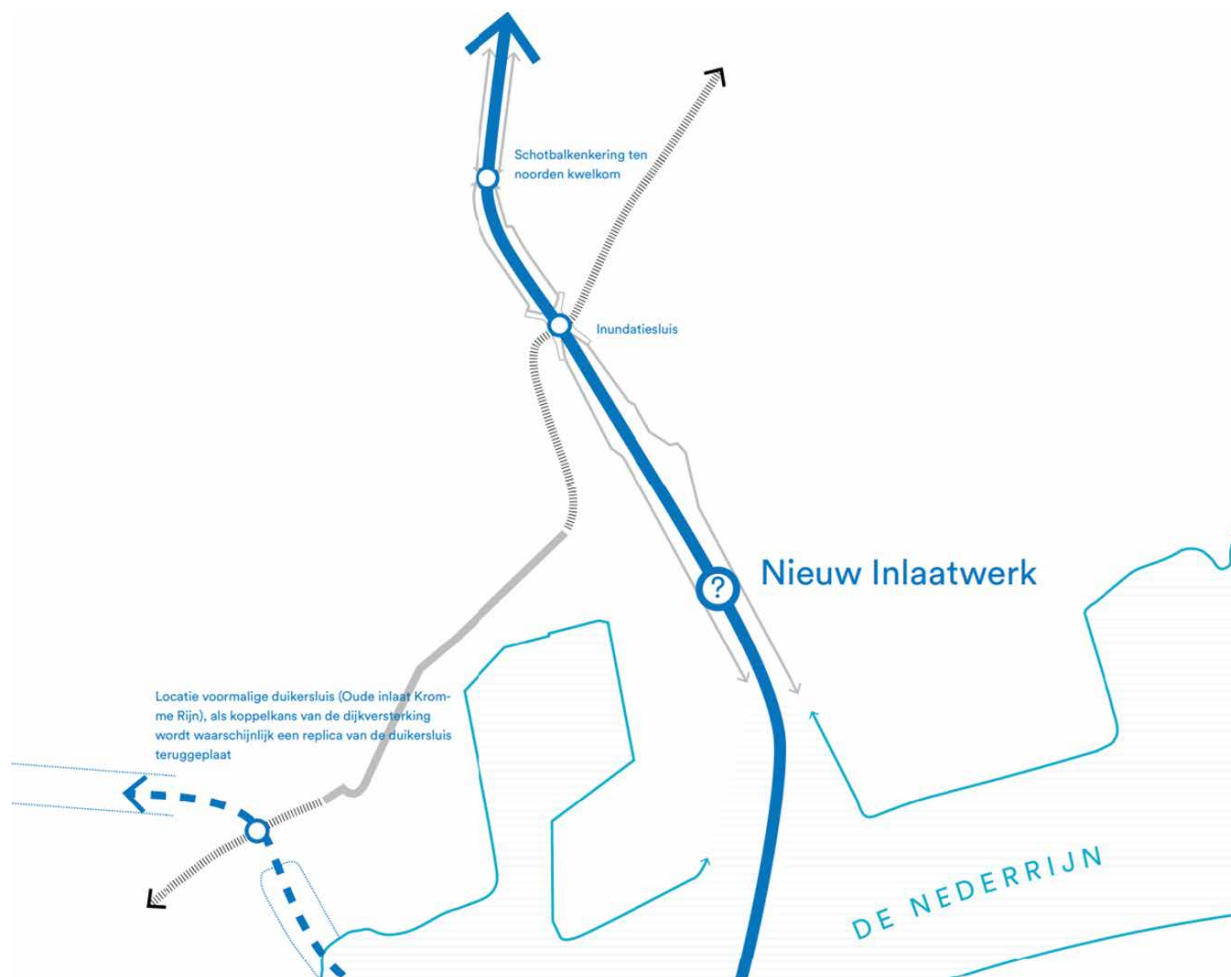 Schotbalkenkering ten
noorden kwelkom
Inundatiesluis
?
Nieuw Inlaatwerk
Locatie voormalige duikersluis (Oude inlaat Krom-
me Rijn), als koppelkans van de dijkversterking
wordt waarschijnlijk een replica van de duikersluis
teruggeplaat
DE NEDERRIJN